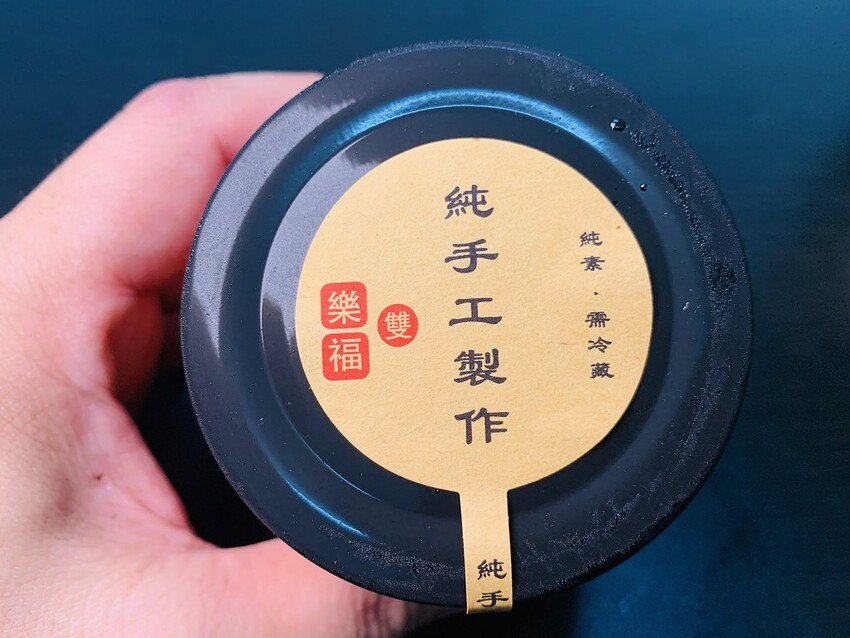 純素・需冷藏
純手工製作
雙
樂福
純手